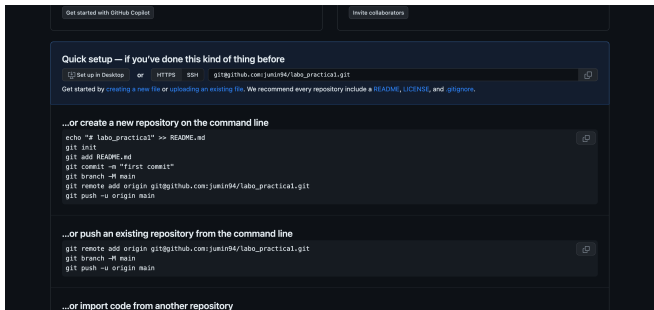 Get started with GitHub Copilot
Invite collaborators
Quick setup — if you've done this kind of thing before
Set up in Desktop or HTTPS SSH git@github.com:jumin94/labo_practica1.git
Get started by creating a new file or uploading an existing file. We recommend every repository include a README, LICENSE, and .gitignore.
...or create a new repository on the command line
echo "# labo_practica1" >> README.md
git init
git add README.md
git commit -m "first commit"
git branch -M main
git remote add origin git@github.com:jumin94/labo_practica1.git
git push -u origin main
...or push an existing repository from the command line
git remote add origin git@github.com:jumin94/labo_practica1.git
git branch -M main
git push -u origin main
...or import code from another repository